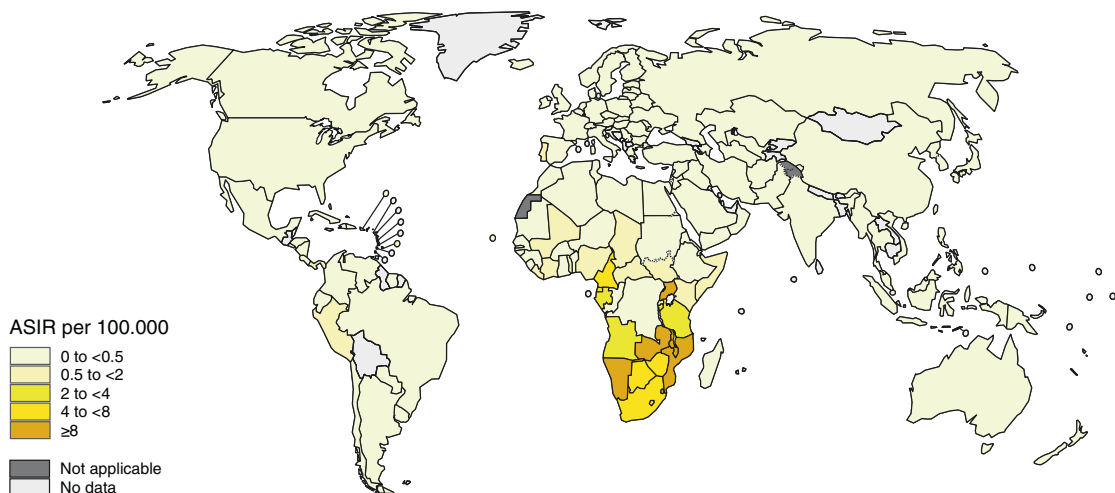 ASIR per 100.000
0 to <0.5
0.5 to <2
2 to <4
4 to <8
≥8
Not applicable
No data